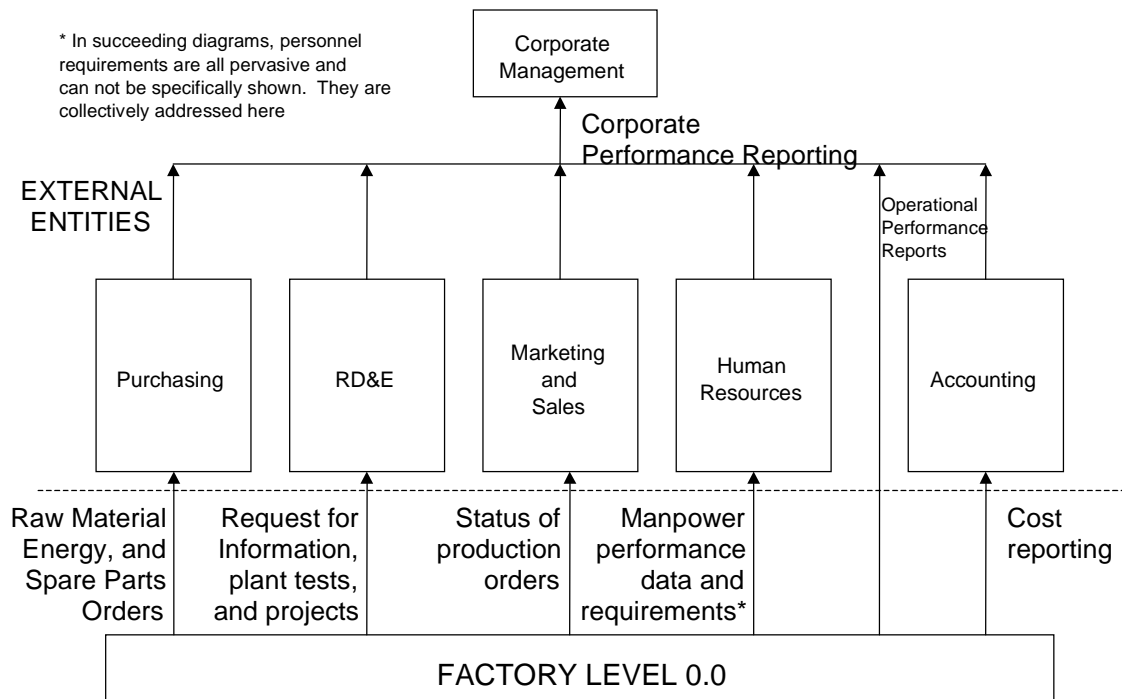 * In succeeding diagrams, personnel
requirements are all pervasive and
can not be specifically shown.  They are
collectively addressed here
Corporate
Management
Corporate
Performance Reporting
EXTERNAL
ENTITIES
Operational
Performance
Reports
Purchasing
RD&E
Marketing
and
Sales
Human
Resources
Accounting
Raw Material
Energy, and
Spare Parts
Orders
Request for
Information,
plant tests,
and projects
Status of
production
orders
Manpower
performance
data and
requirements*
Cost
reporting
FACTORY LEVEL 0.0